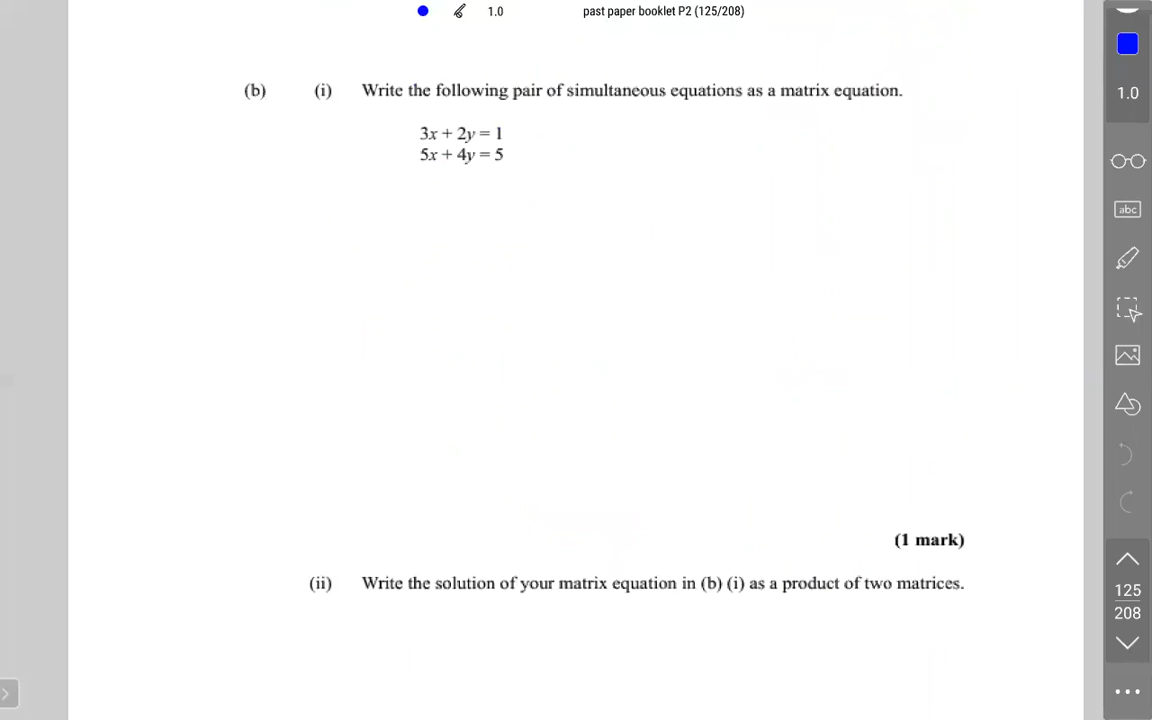 1.0 past paper booklet P2 (125/208)
(b) (i) Write the following pair of simultaneous equations as a matrix equation.
3x + 2y = 1
5x + 4y = 5
(1 mark)
(ii) Write the solution of your matrix equation in (b) (i) as a product of two matrices.
1.0
abc
125
208